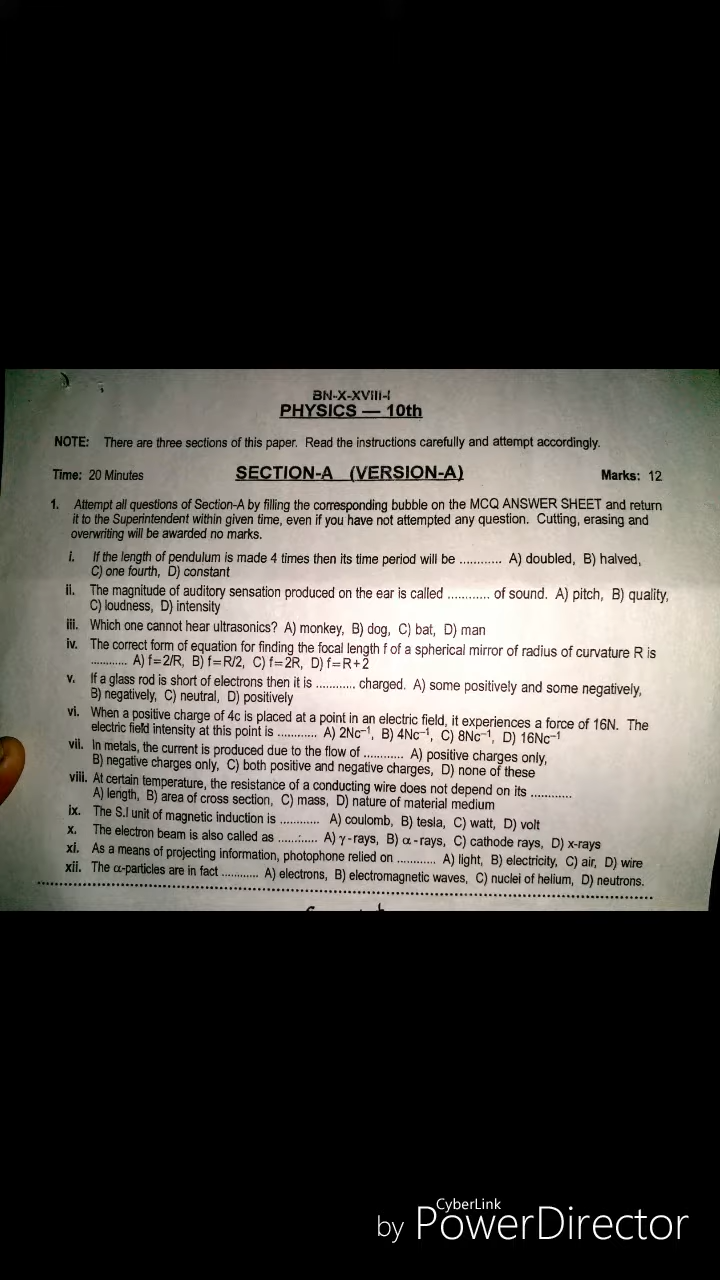 BN-X-XVIII-I
PHYSICS — 10th
NOTE: There are three sections of this paper. Read the instructions carefully and attempt accordingly.
Time: 20 Minutes SECTION-A (VERSION-A) Marks: 12
1. Attempt all questions of Section-A by filling the corresponding bubble on the MCQ ANSWER SHEET and return
it to the Superintendent within given time, even if you have not attempted any question. Cutting, erasing and
overwriting will be awarded no marks.
i. If the length of pendulum is made 4 times then its time period will be ............ A) doubled, B) halved,
C) one fourth, D) constant
ii. The magnitude of auditory sensation produced on the ear is called ............ of sound. A) pitch, B) quality,
C) loudness, D) intensity
iii. Which one cannot hear ultrasonics? A) monkey, B) dog, C) bat, D) man
iv. The correct form of equation for finding the focal length f of a spherical mirror of radius of curvature R is
............ A) f=2/R, B) f=R/2, C) f=2R, D) f=R+2
v. If a glass rod is short of electrons then it is ............ charged. A) some positively and some negatively,
B) negatively, C) neutral, D) positively
vi. When a positive charge of 4c is placed at a point in an electric field, it experiences a force of 16N. The
electric field intensity at this point is ............ A) 2Nc⁻¹, B) 4Nc⁻¹, C) 8Nc⁻¹, D) 16Nc⁻¹
vii. In metals, the current is produced due to the flow of ............ A) positive charges only,
B) negative charges only, C) both positive and negative charges, D) none of these
viii. At certain temperature, the resistance of a conducting wire does not depend on its ............
A) length, B) area of cross section, C) mass, D) nature of material medium
ix. The S.I unit of magnetic induction is ............ A) coulomb, B) tesla, C) watt, D) volt
x. The electron beam is also called as ............ A) γ-rays, B) α-rays, C) cathode rays, D) x-rays
xi. As a means of projecting information, photophone relied on ............ A) light, B) electricity, C) air, D) wire
xii. The α-particles are in fact ............ A) electrons, B) electromagnetic waves, C) nuclei of helium, D) neutrons.
CyberLink
by PowerDirector